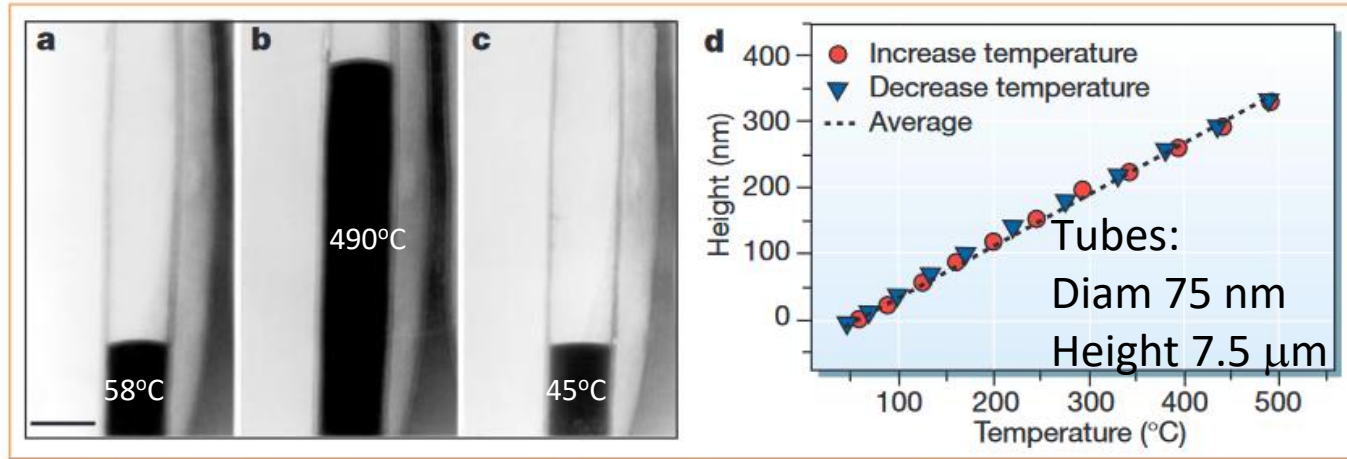 a
58°C
b
490°C
c
45°C
d
Increase temperature
Decrease temperature
Average
Height (nm)
400
300
200
100
0
100 200 300 400 500
Temperature (°C)
Tubes:
Diam 75 nm
Height 7.5 μm